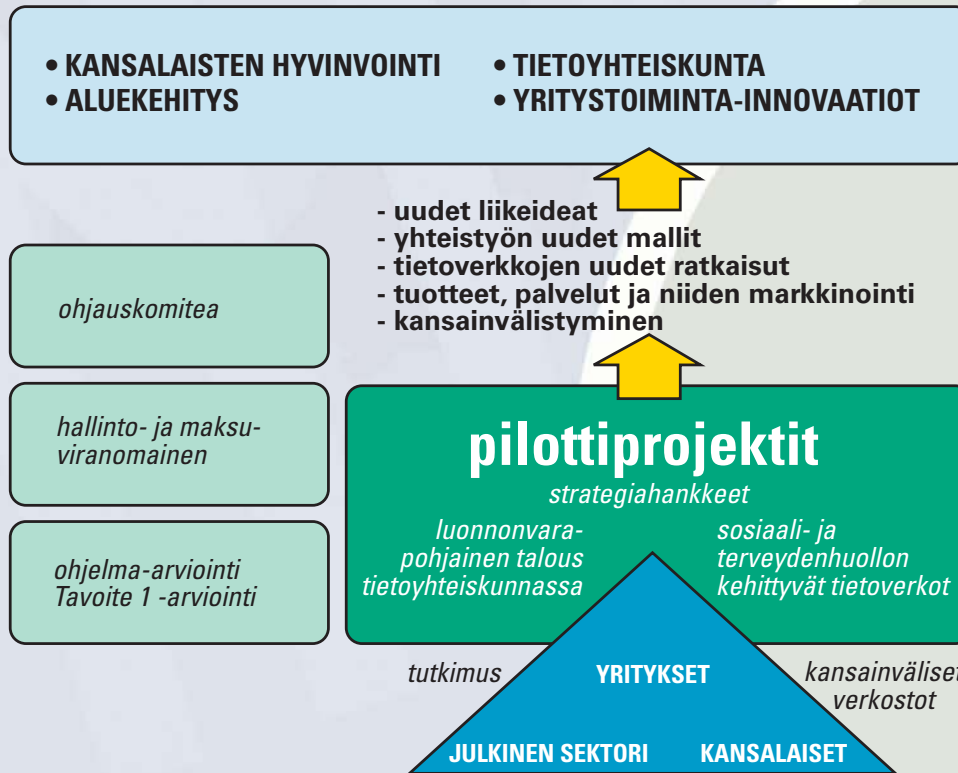 • KANSALAISTEN HYVINVOINTI
• ALUEKEHITYS
• TIETOYHTEISKUNTA
• YRITYSTOIMINTA-INNOVAATIOT
- uudet liikeideat
- yhteistyön uudet mallit
- tietoverkkojen uudet ratkaisut
- tuotteet, palvelut ja niiden markkinointi
- kansainvälistyminen
ohjauskomitea
hallinto- ja maksu-
viranomainen
ohjelma-arviointi
Tavoite 1 -arviointi
pilottiprojektit
strategiahankkeet
luonnonvara-
pohjainen talous
tietoyhteiskunnassa
sosiaali- ja
terveydenhuollon
kehittyvät tietoverkot
tutkimus
YRITYKSET
kansainväliset
verkostot
JULKINEN SEKTORI
KANSALAISET